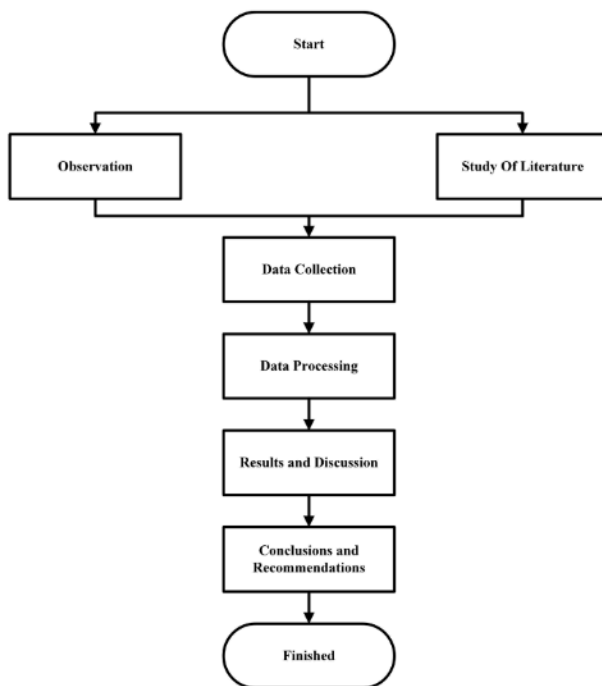 Start
Observation
Study Of Literature
Data Collection
Data Processing
Results and Discussion
Conclusions and
Recommendations
Finished